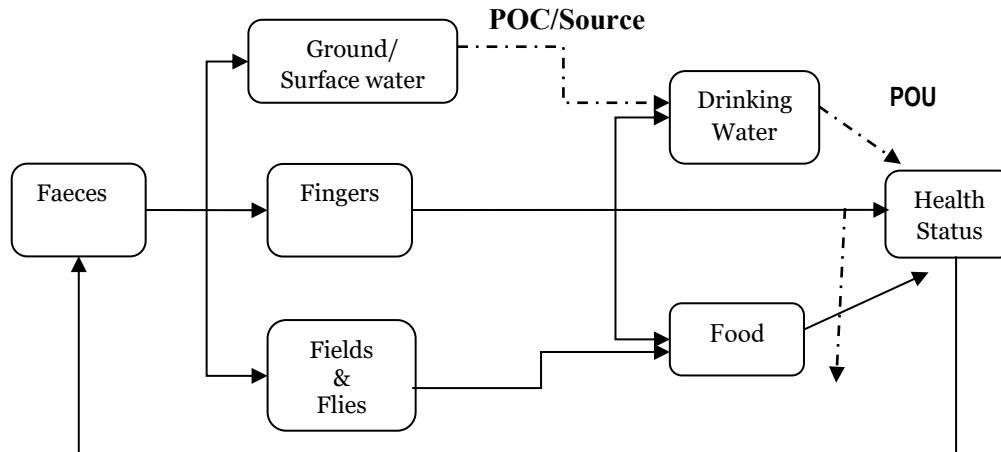 POC/Source
Ground/
Surface water
Drinking
Water
POU
Faeces
Fingers
Health
Status
Fields
&
Flies
Food